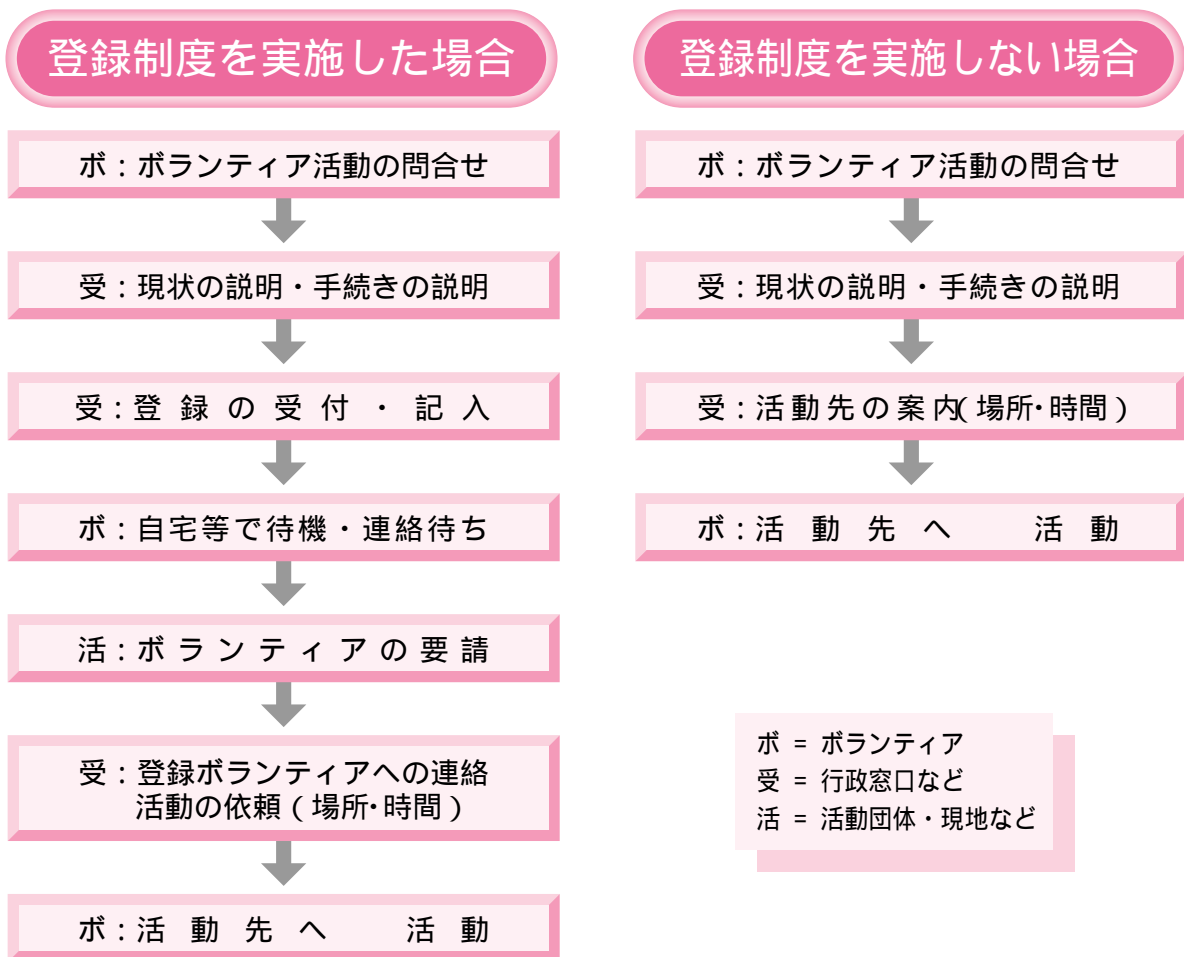 登録制度を実施した場合
ボ：ボランティア活動の問合せ
受：現状の説明・手続きの説明
受：登録の受付・記入
ボ：自宅等で待機・連絡待ち
活：ボランティアの要請
受：登録ボランティアへの連絡
活動の依頼（場所・時間）
ボ：活動先へ　活動
登録制度を実施しない場合
ボ：ボランティア活動の問合せ
受：現状の説明・手続きの説明
受：活動先の案内（場所・時間）
ボ：活動先へ　活動
ボ = ボランティア
受 = 行政窓口など
活 = 活動団体・現地など